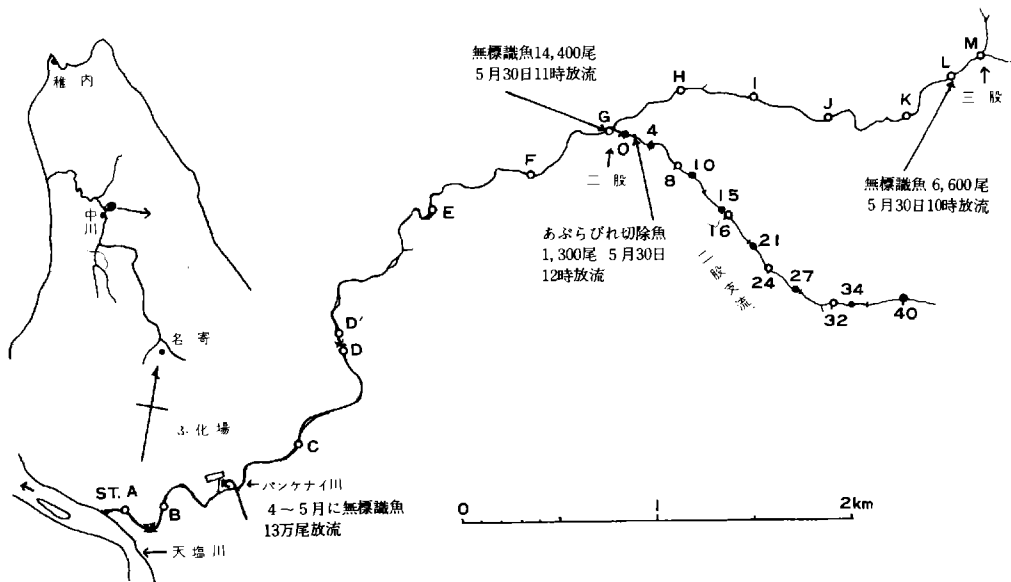 稚内
中川
名寄
無標識魚14,400尾
5月30日11時放流
G
H
I
J
K
L
M
三股
無標識魚 6,600尾
5月30日10時放流
F
E
二股
0
4
8
10
15
16
21
24
27
32
34
40
二股支流
あぶらびれ切除魚
1,300尾 5月30日
12時放流
D'
D
C
ふ化場
パンケナイ川
4～5月に無標識魚
13万尾放流
ST. A
B
天塩川
0 1 2km